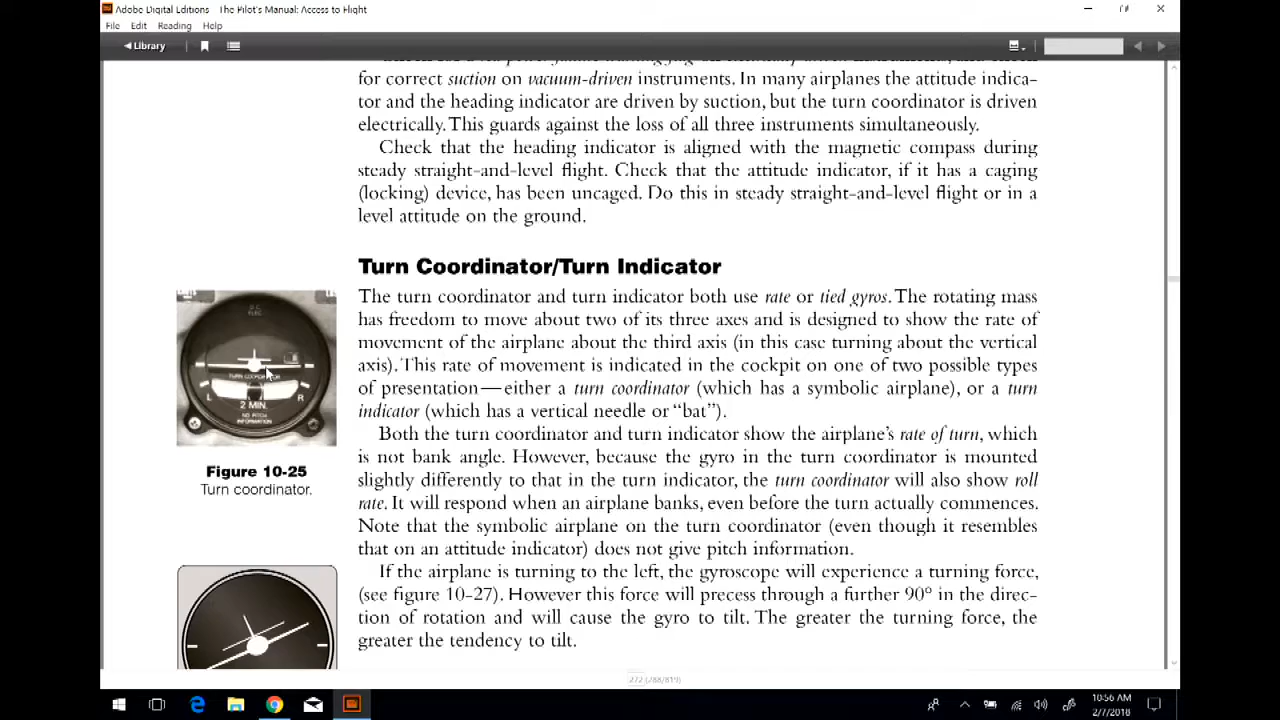 Adobe Digital Editions - The Pilot's Manual: Access to Flight
File Edit Reading Help
Library
for correct suction on vacuum-driven instruments. In many airplanes the attitude indica-
tor and the heading indicator are driven by suction, but the turn coordinator is driven
electrically. This guards against the loss of all three instruments simultaneously.
Check that the heading indicator is aligned with the magnetic compass during
steady straight-and-level flight. Check that the attitude indicator, if it has a caging
(locking) device, has been uncaged. Do this in steady straight-and-level flight or in a
level attitude on the ground.
Turn Coordinator/Turn Indicator
The turn coordinator and turn indicator both use rate or tied gyros. The rotating mass
has freedom to move about two of its three axes and is designed to show the rate of
movement of the airplane about the third axis (in this case turning about the vertical
axis). This rate of movement is indicated in the cockpit on one of two possible types
of presentation—either a turn coordinator (which has a symbolic airplane), or a turn
indicator (which has a vertical needle or “bat”).
Both the turn coordinator and turn indicator show the airplane’s rate of turn, which
is not bank angle. However, because the gyro in the turn coordinator is mounted
slightly differently to that in the turn indicator, the turn coordinator will also show roll
rate. It will respond when an airplane banks, even before the turn actually commences.
Note that the symbolic airplane on the turn coordinator (even though it resembles
that on an attitude indicator) does not give pitch information.
If the airplane is turning to the left, the gyroscope will experience a turning force,
(see figure 10-27). However this force will precess through a further 90° in the direc-
tion of rotation and will cause the gyro to tilt. The greater the turning force, the
greater the tendency to tilt.
D.C.
ELEC
TURN COORDINATOR
L R
2 MIN.
NO PITCH
INFORMATION
Figure 10-25
Turn coordinator.
272 (288/819)
10:56 AM
2/7/2018